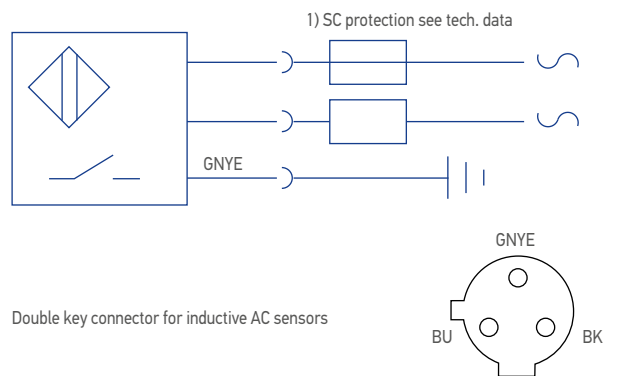 1) SC protection see tech. data
GNYE
GNYE
Double key connector for inductive AC sensors
BU
BK